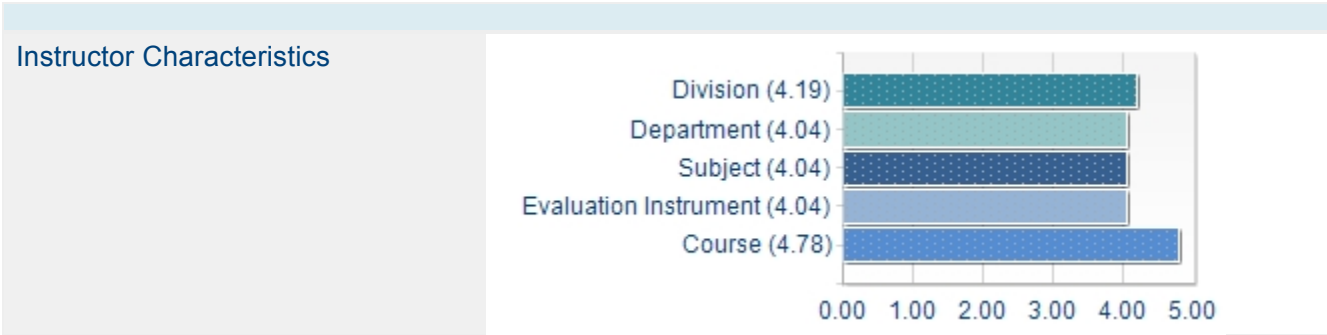 Instructor Characteristics
Division (4.19)
Department (4.04)
Subject (4.04)
Evaluation Instrument (4.04)
Course (4.78)
0.00 1.00 2.00 3.00 4.00 5.00